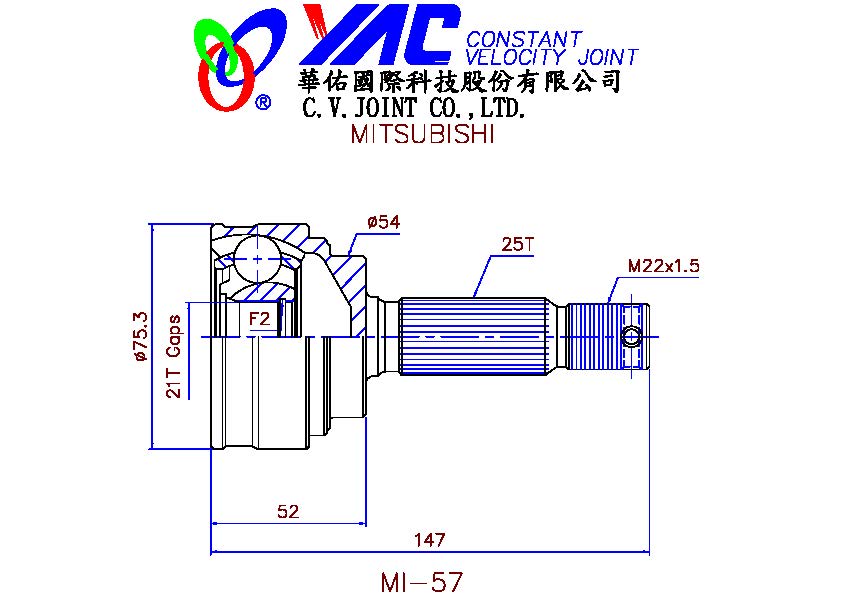 YAC CONSTANT
VELOCITY JOINT
®
華佑國際科技股份有限公司
C.V.JOINT CO.,LTD.
MITSUBISHI
ø54
25T
M22x1.5
ø75.3
21T Gaps
F2
52
147
MI-57